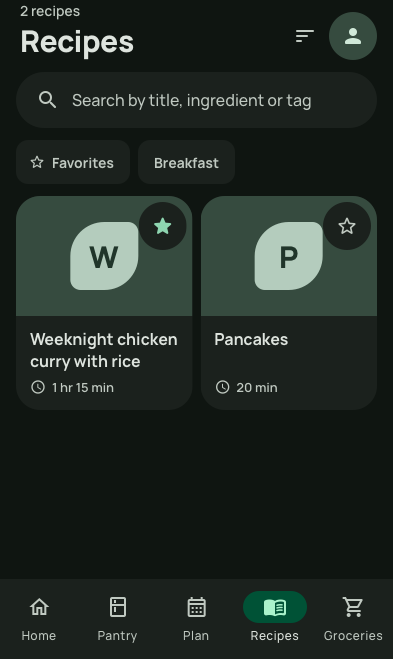 2 recipes
Recipes
Search by title, ingredient or tag
Favorites
Breakfast
W
P
Weeknight chicken
curry with rice
1 hr 15 min
Pancakes
20 min
Home
Pantry
Plan
Recipes
Groceries